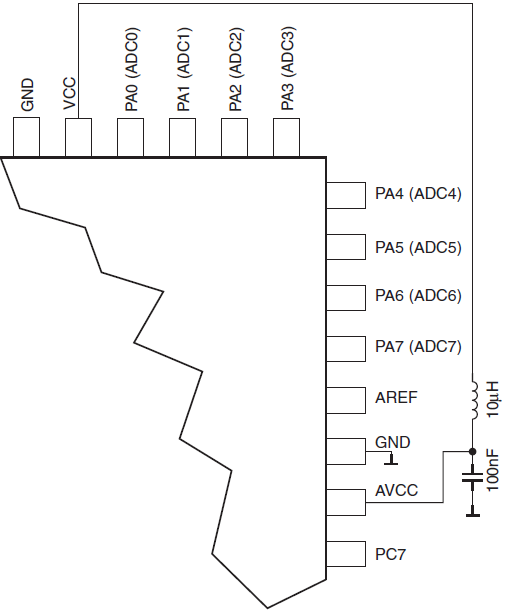 GND
VCC
PA0 (ADC0)
PA1 (ADC1)
PA2 (ADC2)
PA3 (ADC3)
PA4 (ADC4)
PA5 (ADC5)
PA6 (ADC6)
PA7 (ADC7)
AREF
GND
AVCC
PC7
10μH
100nF